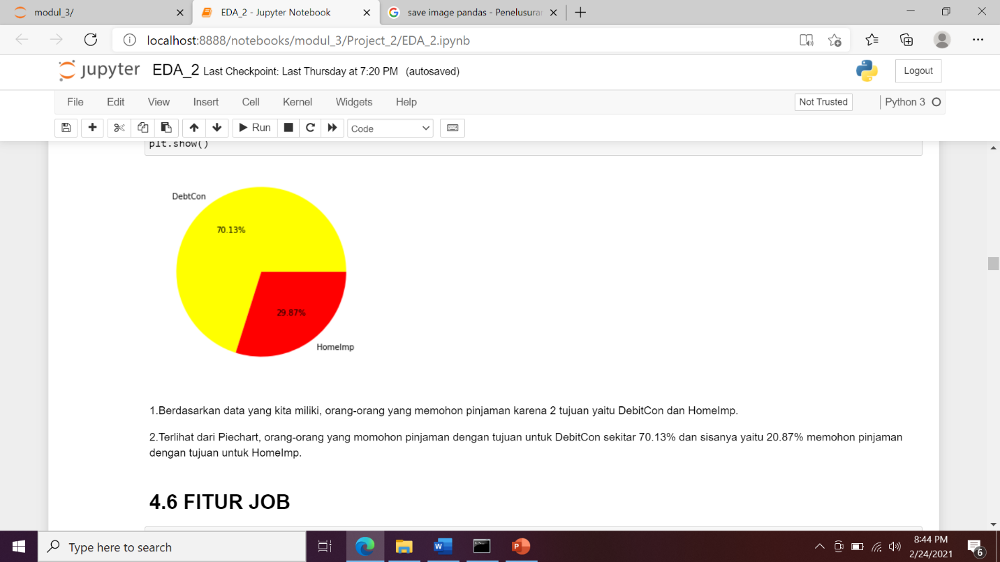 modul_3/
EDA_2 - Jupyter Notebook
save image pandas - Penelusuran
localhost:8888/notebooks/modul_3/Project_2/EDA_2.ipynb
jupyter EDA_2 Last Checkpoint: Last Thursday at 7:20 PM (autosaved)
Logout
File Edit View Insert Cell Kernel Widgets Help
Not Trusted
Python 3
Run
Code
plt.show()
DebtCon
70.13%
29.87%
HomeImp
1.Berdasarkan data yang kita miliki, orang-orang yang memohon pinjaman karena 2 tujuan yaitu DebitCon dan HomeImp.
2.Terlihat dari Piechart, orang-orang yang momohon pinjaman dengan tujuan untuk DebitCon sekitar 70.13% dan sisanya yaitu 20.87% memohon pinjaman
dengan tujuan untuk HomeImp.
4.6 FITUR JOB
Type here to search
8:44 PM
2/24/2021
6